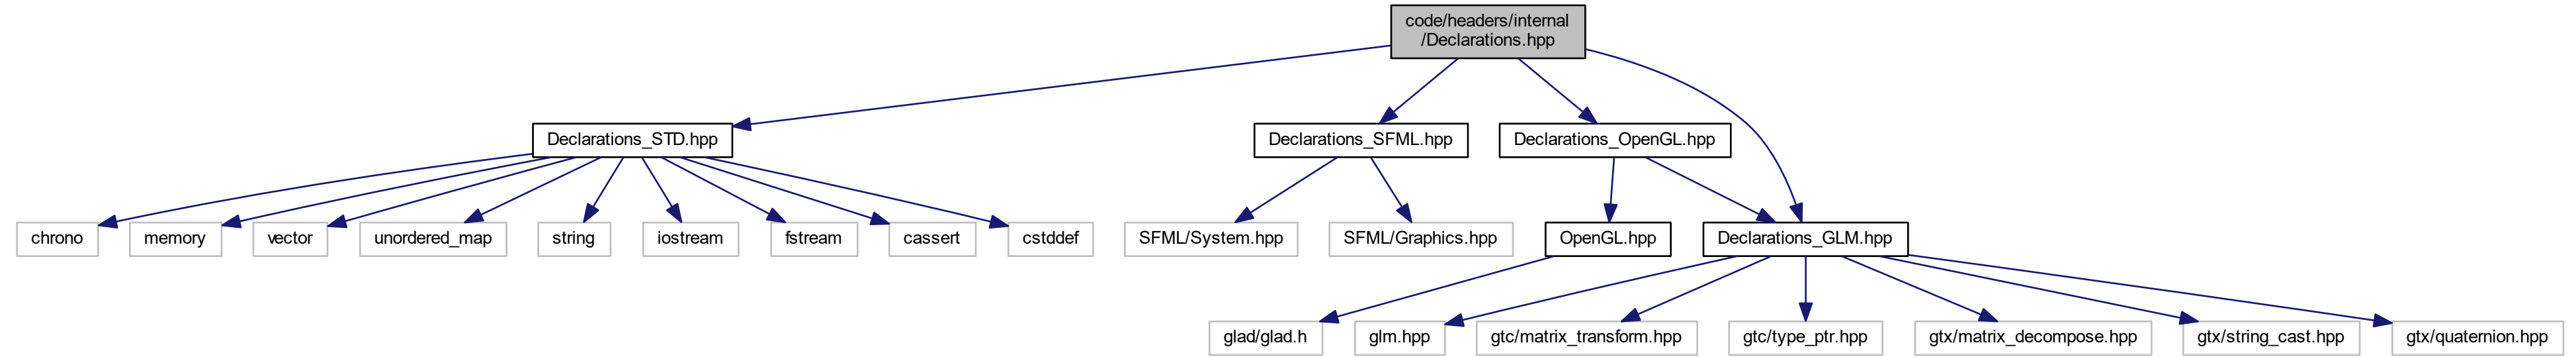 code/headers/internal
/Declarations.hpp
Declarations_STD.hpp
Declarations_SFML.hpp
Declarations_OpenGL.hpp
chrono
memory
vector
unordered_map
string
iostream
fstream
cassert
cstddef
SFML/System.hpp
SFML/Graphics.hpp
OpenGL.hpp
Declarations_GLM.hpp
glad/glad.h
glm.hpp
gtc/matrix_transform.hpp
gtc/type_ptr.hpp
gtx/matrix_decompose.hpp
gtx/string_cast.hpp
gtx/quaternion.hpp